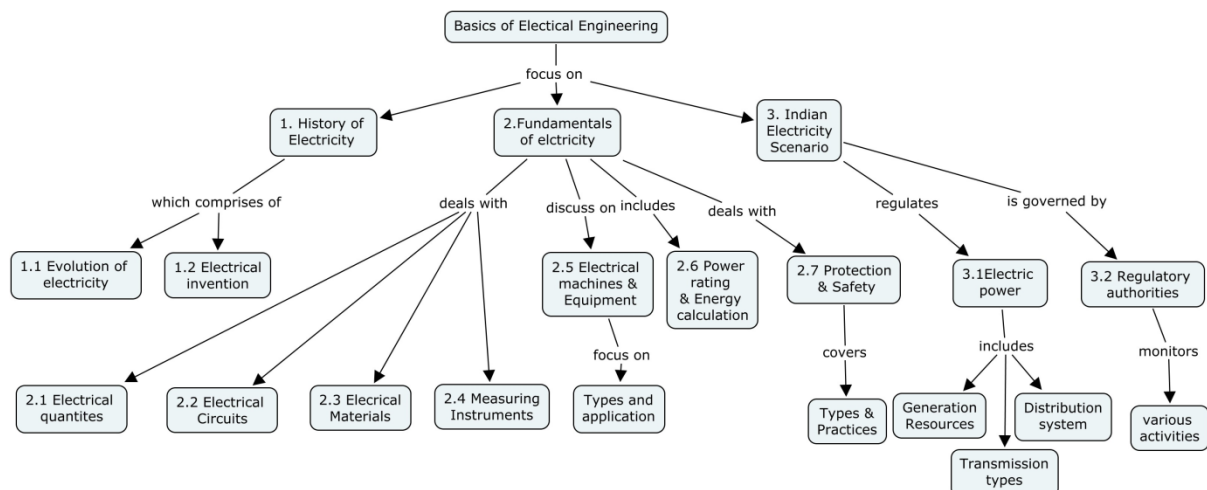 Basics of Electical Engineering
focus on
1. History of
Electricity
2.Fundamentals
of elctricity
3. Indian
Electricity
Scenario
which comprises of
deals with
discuss on
includes
deals with
regulates
is governed by
1.1 Evolution of
electricity
1.2 Electrical
invention
2.5 Electrical
machines &
Equipment
2.6 Power
rating
& Energy
calculation
2.7 Protection
& Safety
3.1Electric
power
3.2 Regulatory
authorities
focus on
covers
includes
monitors
2.1 Electrical
quantites
2.2 Electrical
Circuits
2.3 Elecrical
Materials
2.4 Measuring
Instruments
Types and
application
Types &
Practices
Generation
Resources
Distribution
system
various
activities
Transmission
types